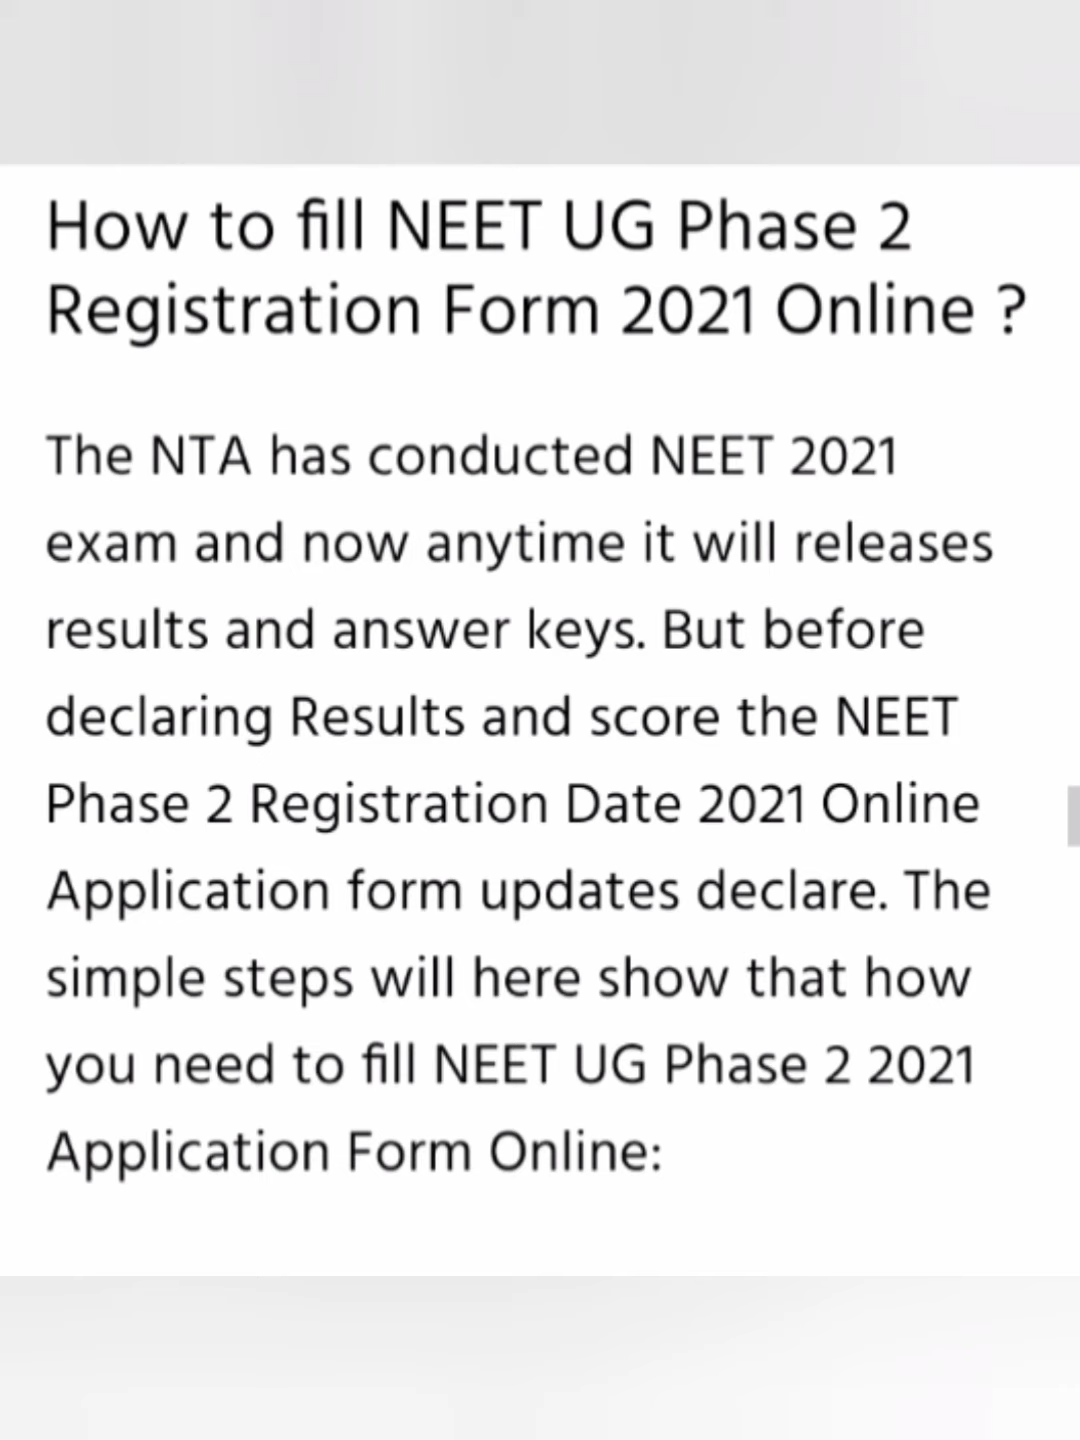 How to fill NEET UG Phase 2
Registration Form 2021 Online ?
The NTA has conducted NEET 2021
exam and now anytime it will releases
results and answer keys. But before
declaring Results and score the NEET
Phase 2 Registration Date 2021 Online
Application form updates declare. The
simple steps will here show that how
you need to fill NEET UG Phase 2 2021
Application Form Online: